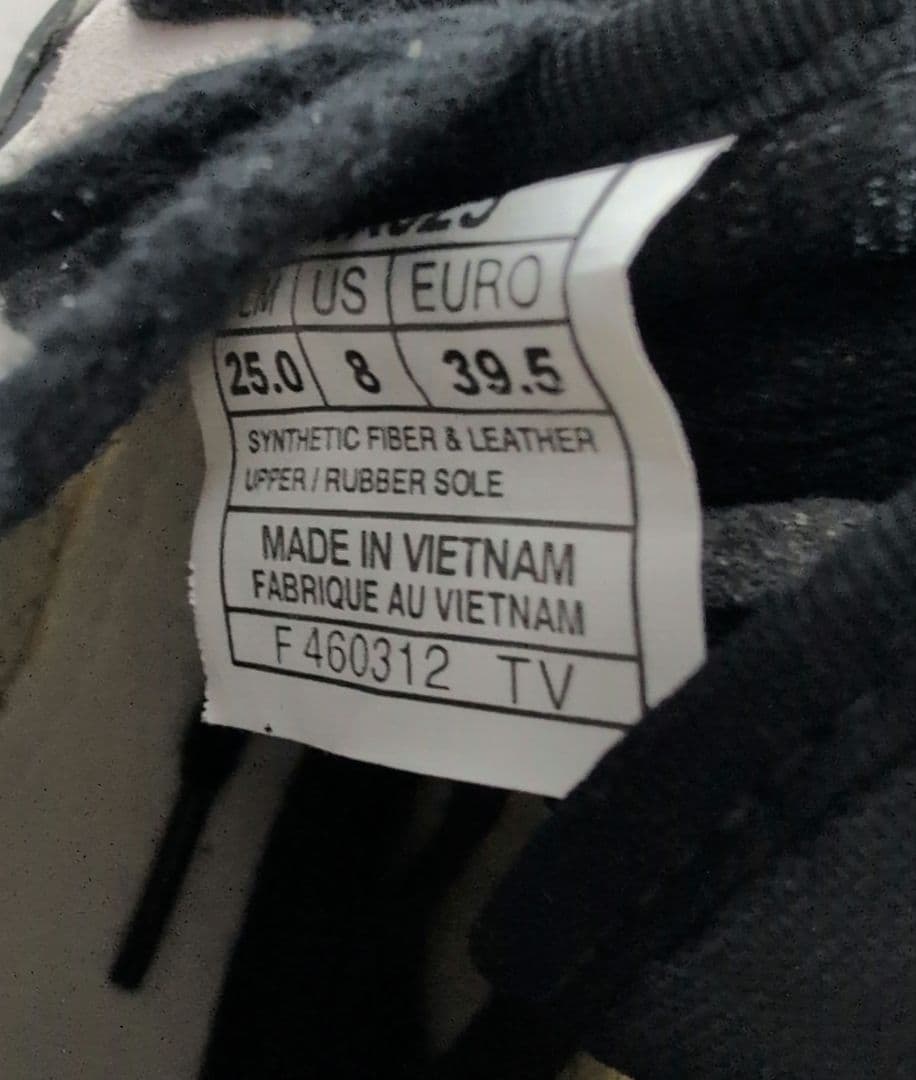 CM US EURO
25.0 8 39.5
SYNTHETIC FIBER & LEATHER
UPPER / RUBBER SOLE
MADE IN VIETNAM
FABRIQUE AU VIETNAM
F 460312 TV